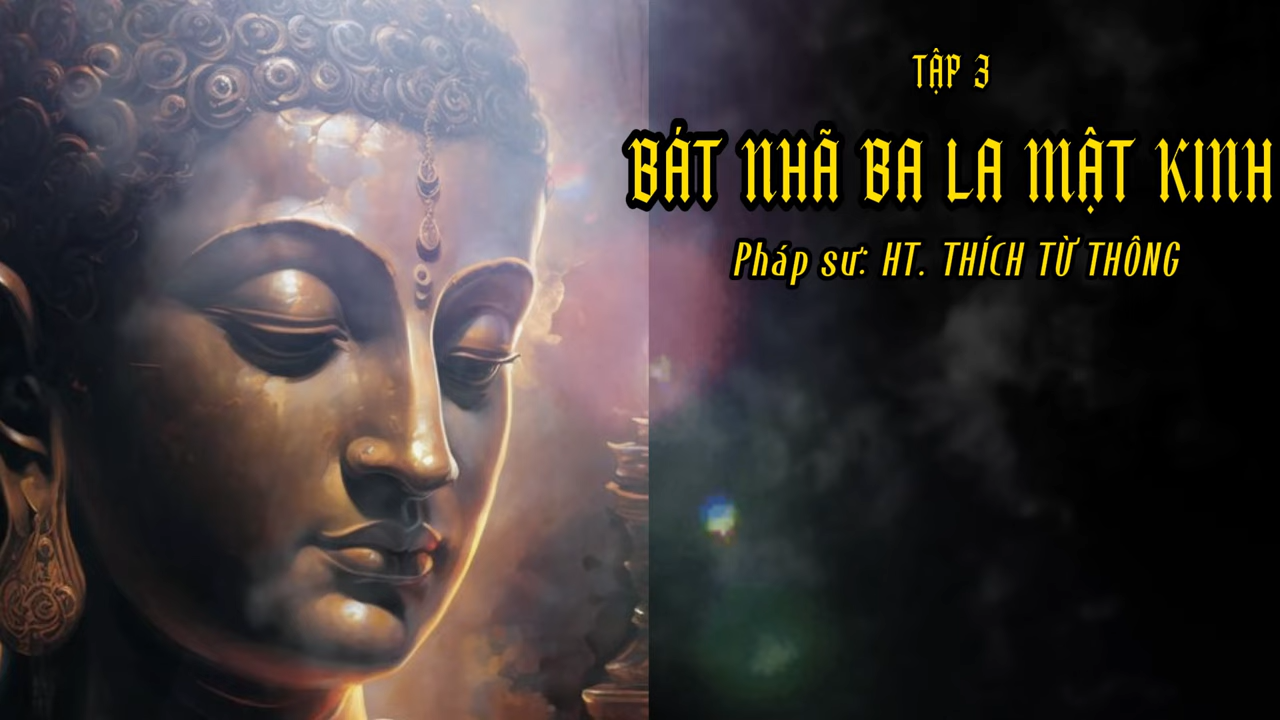 TẬP 3
BÁT NHÃ BA LA MẬT KINH
Pháp sư: HT. THÍCH TỪ THÔNG